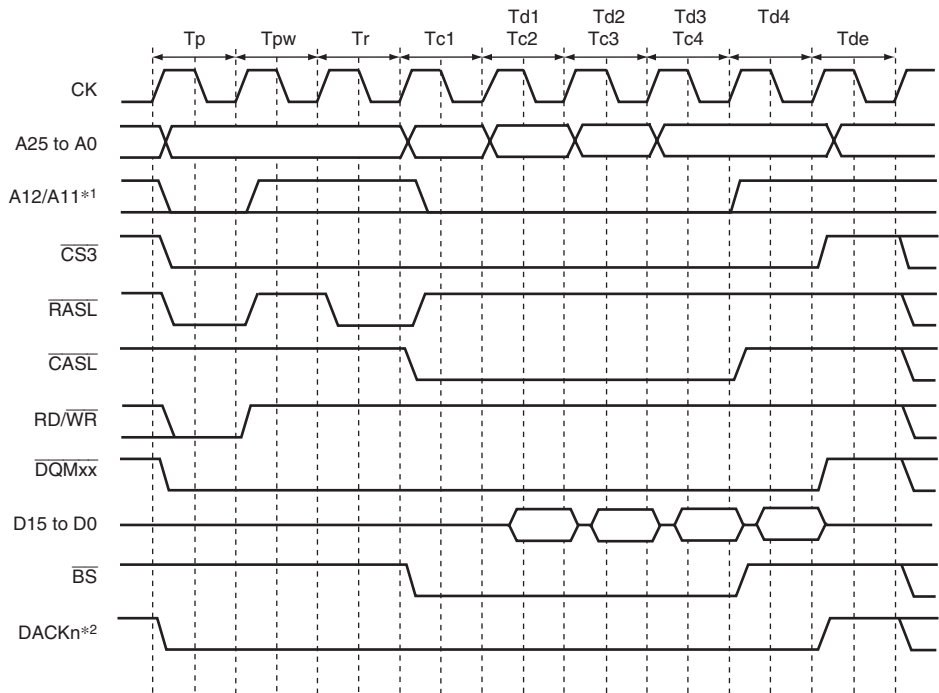 Td1 Td2 Td3 Td4
Tp Tpw Tr Tc1 Tc2 Tc3 Tc4 Tde
CK
A25 to A0
A12/A11*1
CS3
RASL
CASL
RD/WR
DQMxx
D15 to D0
BS
DACKn*2